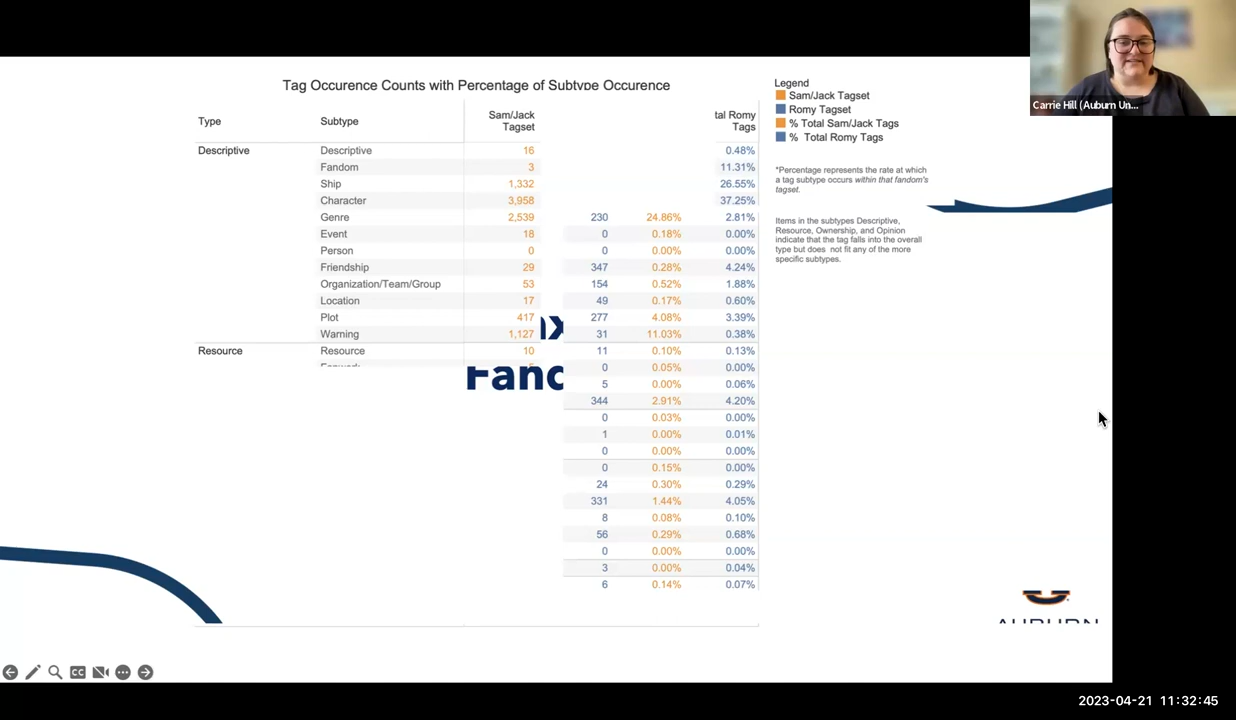 Carrie Hill (Auburn Un...
Tag Occurence Counts with Percentage of Subtype Occurence
Type Subtype Sam/Jack Tagset tal Romy Tags
Descriptive Descriptive 16 0.48%
Fandom 3 11.31%
Ship 1,332 26.55%
Character 3,958 37.25%
Genre 2,539 230 24.86% 2.81%
Event 18 0 0.18% 0.00%
Person 0 0 0.00% 0.00%
Friendship 29 347 0.28% 4.24%
Organization/Team/Group 53 154 0.52% 1.88%
Location 17 49 0.17% 0.60%
Plot 417 277 4.08% 3.39%
Warning 1,127 31 11.03% 0.38%
Resource Resource 10 11 0.10% 0.13%
0 0.05% 0.00%
Fand
5 0.00% 0.06%
344 2.91% 4.20%
0 0.03% 0.00%
1 0.00% 0.01%
0 0.00% 0.00%
0 0.15% 0.00%
24 0.30% 0.29%
331 1.44% 4.05%
8 0.08% 0.10%
56 0.29% 0.68%
0 0.00% 0.00%
3 0.00% 0.04%
6 0.14% 0.07%
Legend
Sam/Jack Tagset
Romy Tagset
% Total Sam/Jack Tags
% Total Romy Tags
*Percentage represents the rate at which
a tag subtype occurs within that fandom's
tagset.
Items in the subtypes Descriptive,
Resource, Ownership, and Opinion
indicate that the tag falls into the overall
type but does not fit any of the more
specific subtypes.
AUBURN
CC
2023-04-21 11:32:45